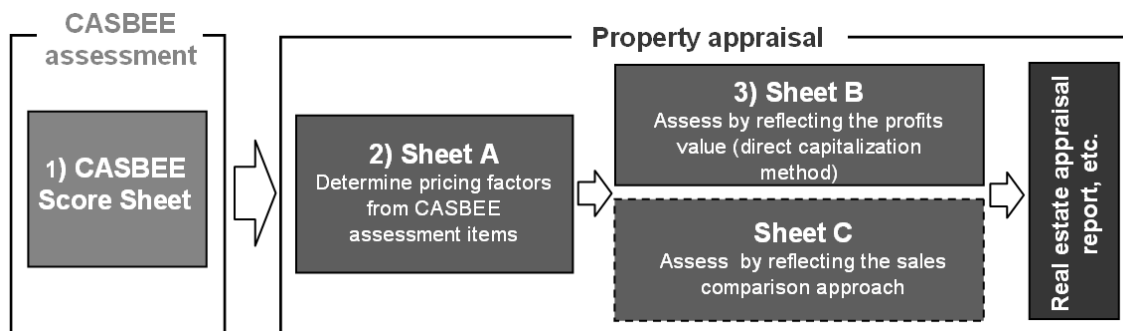 CASBEE
assessment
1) CASBEE
Score Sheet
Property appraisal
2) Sheet A
Determine pricing factors
from CASBEE
assessment items
3) Sheet B
Assess by reflecting the profits
value (direct capitalization
method)
Sheet C
Assess by reflecting the sales
comparison approach
Real estate appraisal
report, etc.